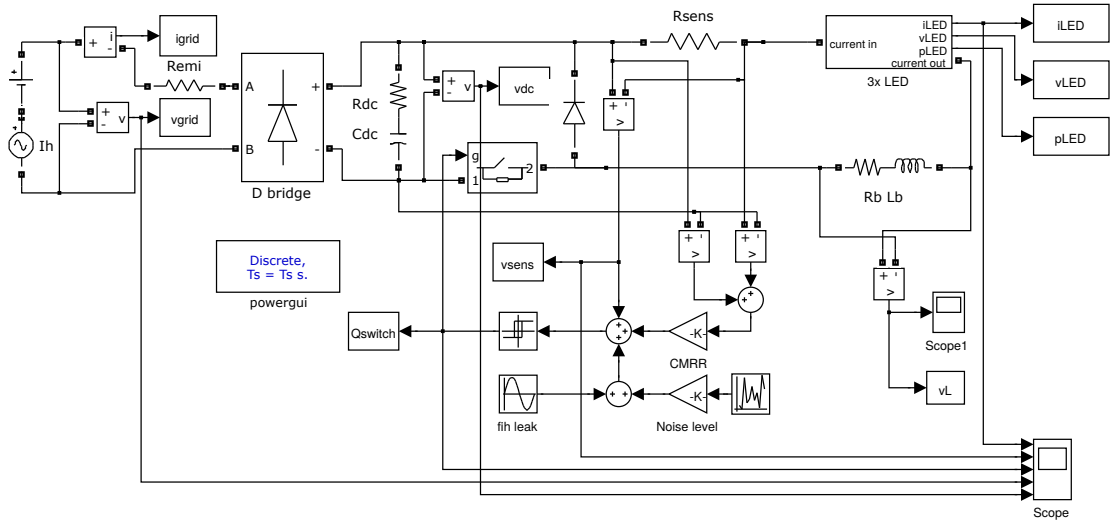 Rsens
i
+
-
igrid
iLED
vLED
pLED
current out
current in
3x LED
iLED
vLED
pLED
Remi
A
B
+
-
D bridge
+
v
-
vdc
Rdc
Cdc
+
-
v
vgrid
+
+
Ih
+ -
v
g
1
2
Rb Lb
Discrete,
Ts = Ts s.
powergui
+ -
v
+ -
v
+ -
v
vsens
+
+
Qswitch
+
+ +
-K-
CMRR
Scope1
vL
fih leak
+ +
-K-
Noise level
Scope